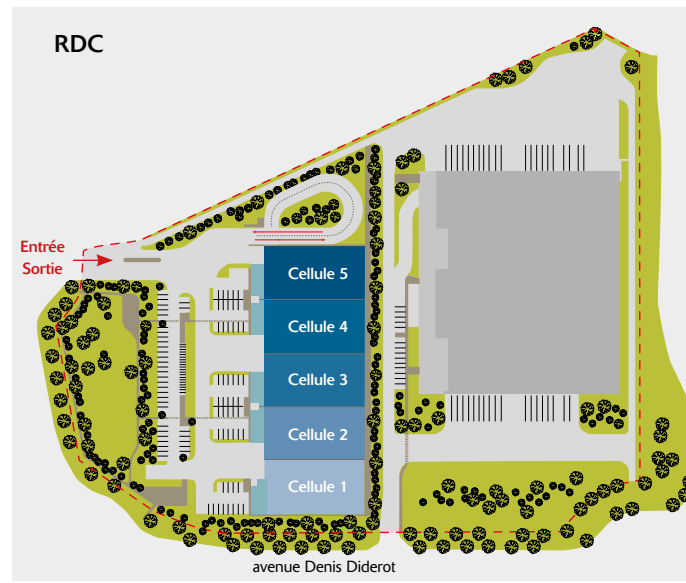 RDC
Entrée
Sortie
Cellule 5
Cellule 4
Cellule 3
Cellule 2
Cellule 1
avenue Denis Diderot